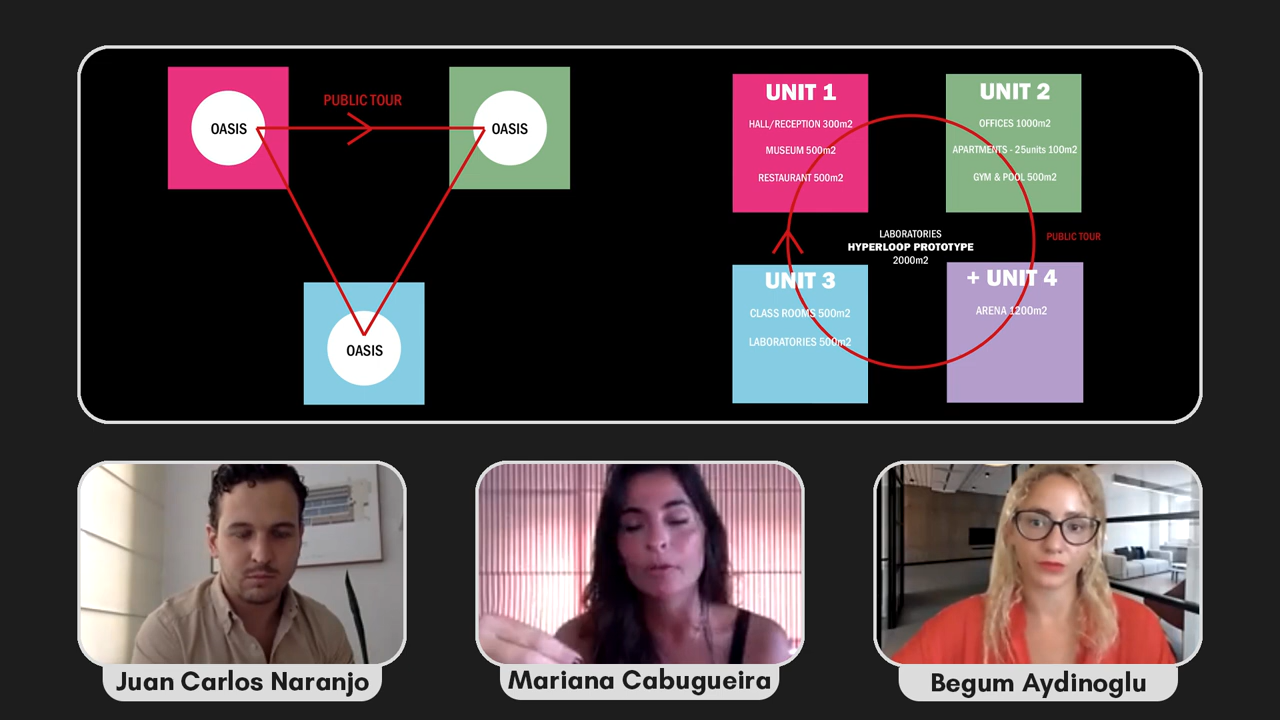 PUBLIC TOUR
OASIS
OASIS
OASIS
UNIT 1
HALL/RECEPTION 300m2
MUSEUM 500m2
RESTAURANT 500m2
UNIT 2
OFFICES 1000m2
APARTMENTS - 25units 100m2
GYM & POOL 500m2
LABORATORIES
HYPERLOOP PROTOTYPE
2000m2
PUBLIC TOUR
UNIT 3
CLASS ROOMS 500m2
LABORATORIES 500m2
+ UNIT 4
ARENA 1200m2
Juan Carlos Naranjo
Mariana Cabugueira
Begum Aydinoglu